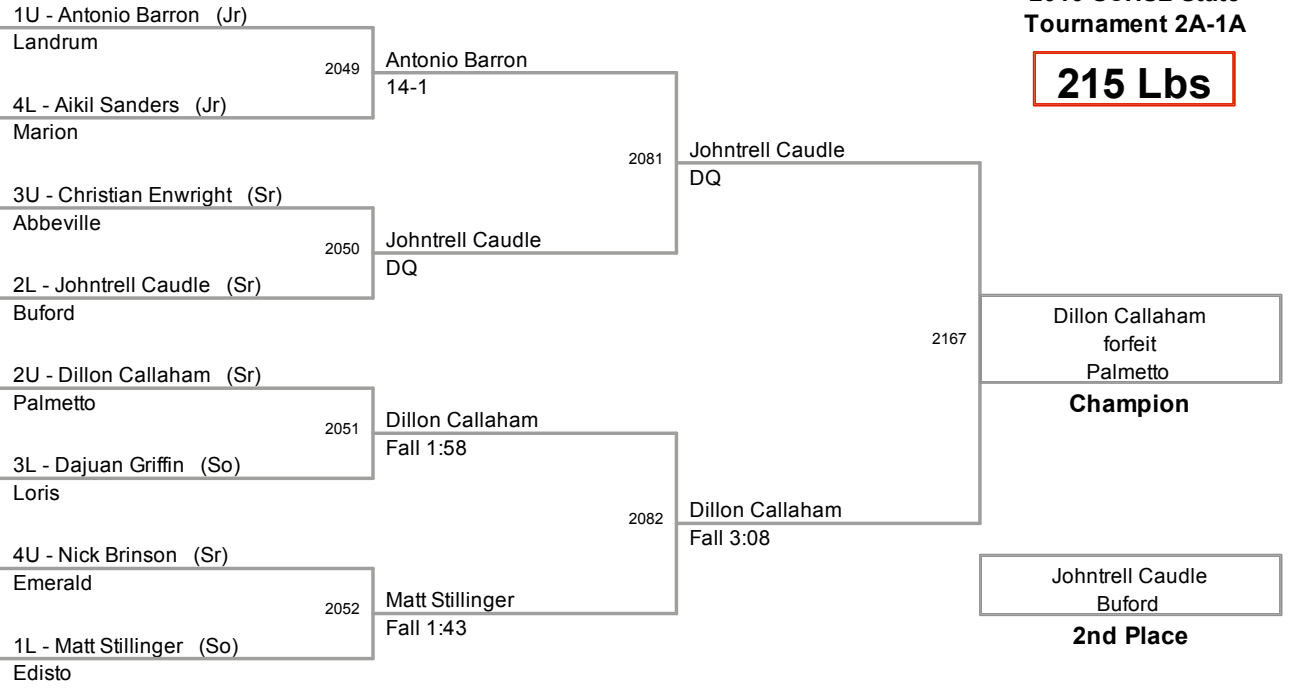 Tournament 2A-1A
215 Lbs
1U - Antonio Barron (Jr)
Landrum
2049
4L - Aikil Sanders (Jr)
Marion
Antonio Barron
14-1
3U - Christian Enwright (Sr)
Abbeville
2050
2L - Johntrell Caudle (Sr)
Buford
Johntrell Caudle
DQ
2081
Johntrell Caudle
DQ
2U - Dillon Callaham (Sr)
Palmetto
2051
3L - Dajuan Griffin (So)
Loris
Dillon Callaham
Fall 1:58
4U - Nick Brinson (Sr)
Emerald
2052
1L - Matt Stillinger (So)
Edisto
Matt Stillinger
Fall 1:43
2082
Dillon Callaham
Fall 3:08
2167
Dillon Callaham
forfeit
Palmetto
Champion
Johntrell Caudle
Buford
2nd Place